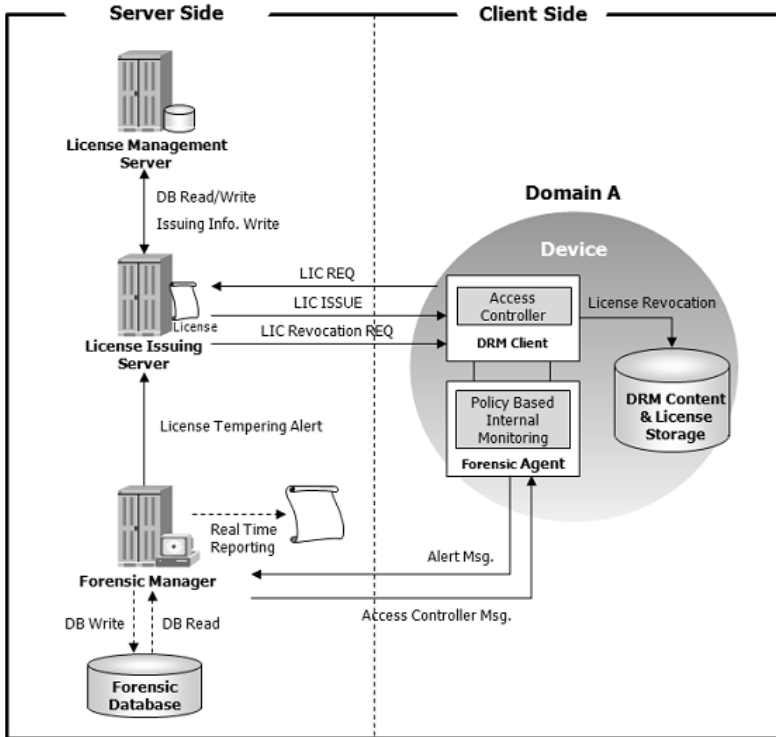 Server Side
Client Side
License Management
Server
DB Read/Write
Issuing Info. Write
Domain A
Device
LIC REQ
LIC ISSUE
LIC Revocation REQ
License
License Issuing
Server
Access
Controller
DRM Client
License Revocation
DRM Content
& License
Storage
Policy Based
Internal
Monitoring
Forensic Agent
License Tempering Alert
Real Time
Reporting
Forensic Manager
Alert Msg.
Access Controller Msg.
DB Write
DB Read
Forensic
Database